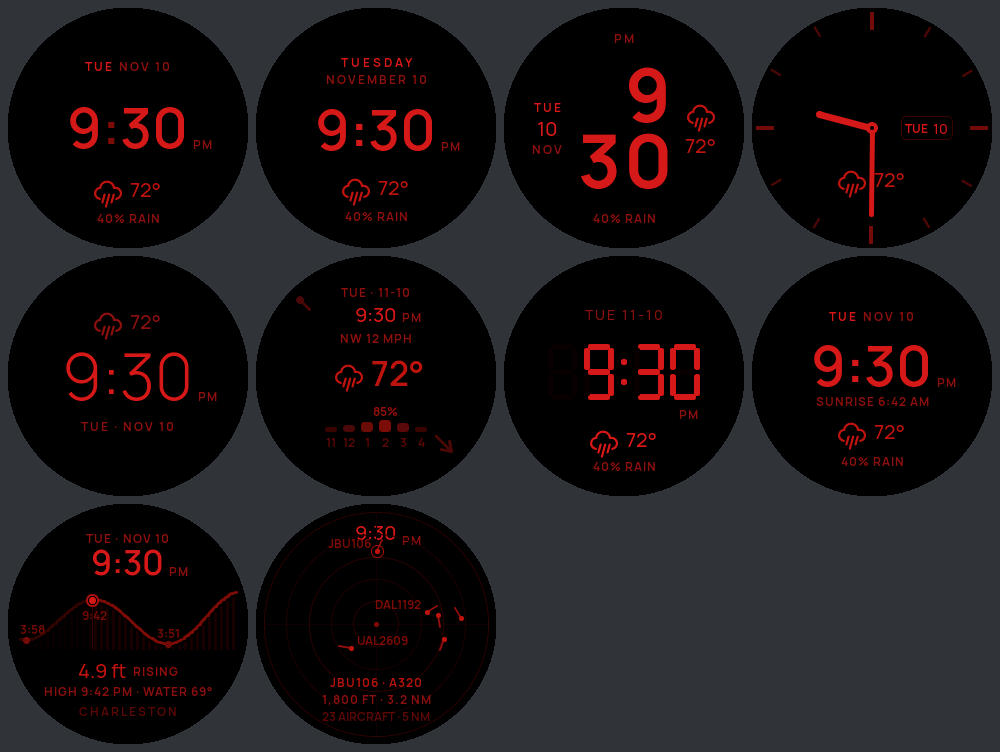 TUE NOV 10
9:30 PM
72°
40% RAIN
TUESDAY
NOVEMBER 10
9:30 PM
72°
40% RAIN
PM
TUE
10
NOV
9
30
72°
40% RAIN
TUE 10
72°
72°
9:30 PM
TUE · NOV 10
TUE · 11-10
9:30 PM
NW 12 MPH
72°
85%
11 12 1 2 3 4
TUE 11-10
9:30
PM
72°
40% RAIN
TUE NOV 10
9:30 PM
SUNRISE 6:42 AM
72°
40% RAIN
TUE · NOV 10
9:30 PM
9:42
3:58
3:51
4.9 ft RISING
HIGH 9:42 PM · WATER 69°
CHARLESTON
9:30 PM
JBU106
DAL1192
UAL2609
JBU106 · A320
1,800 FT · 3.2 NM
23 AIRCRAFT · 5 NM